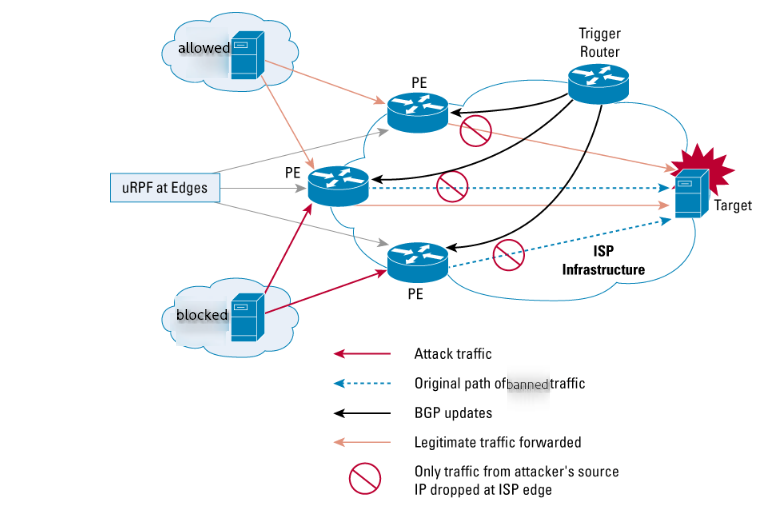 allowed
Trigger
Router
PE
PE
uRPF at Edges
Target
ISP
Infrastructure
PE
blocked
Attack traffic
Original path of banned traffic
BGP updates
Legitimate traffic forwarded
Only traffic from attacker's source
IP dropped at ISP edge